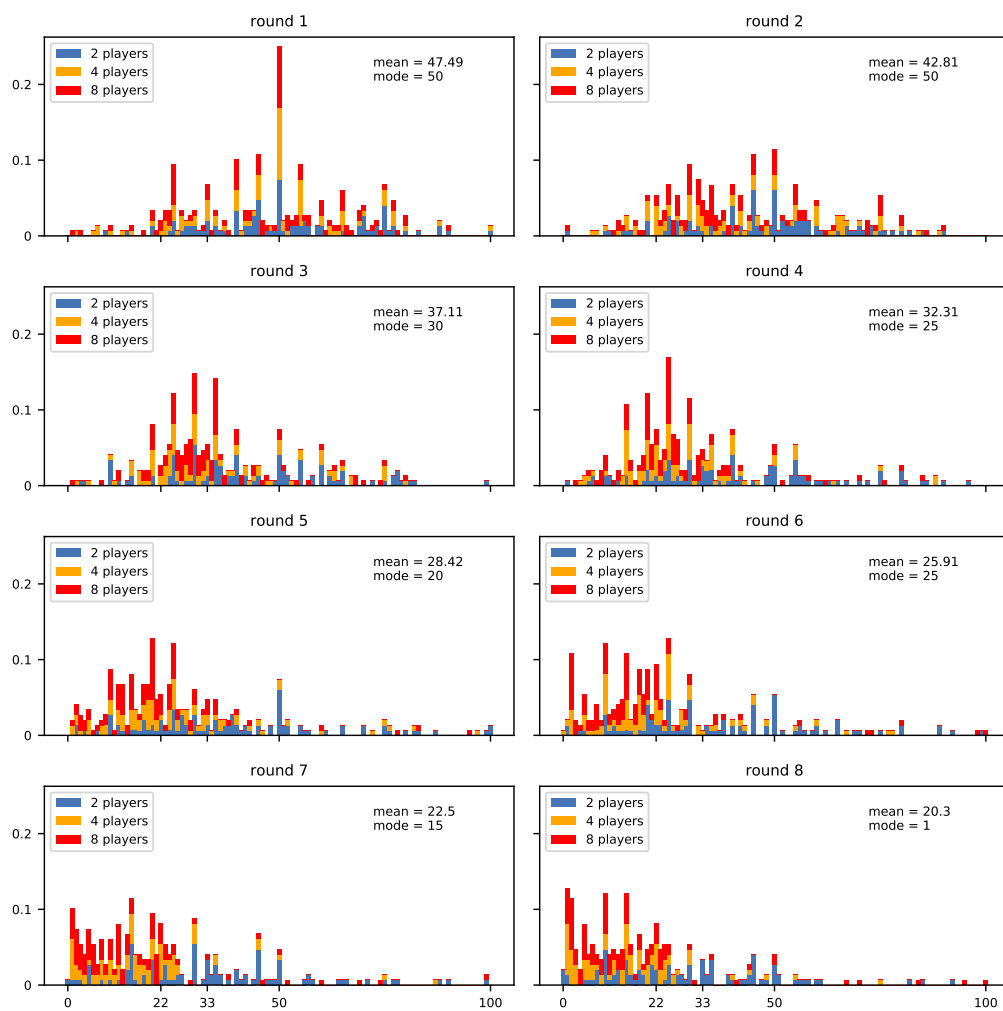 round 1
round 2
2 players
4 players
8 players
mean = 47.49
mode = 50
2 players
4 players
8 players
mean = 42.81
mode = 50
0.2
0.1
0
round 3
round 4
2 players
4 players
8 players
mean = 37.11
mode = 30
2 players
4 players
8 players
mean = 32.31
mode = 25
0.2
0.1
0
round 5
round 6
2 players
4 players
8 players
mean = 28.42
mode = 20
2 players
4 players
8 players
mean = 25.91
mode = 25
0.2
0.1
0
round 7
round 8
2 players
4 players
8 players
mean = 22.5
mode = 15
2 players
4 players
8 players
mean = 20.3
mode = 1
0.2
0.1
0
0 22 33 50 100
0 22 33 50 100